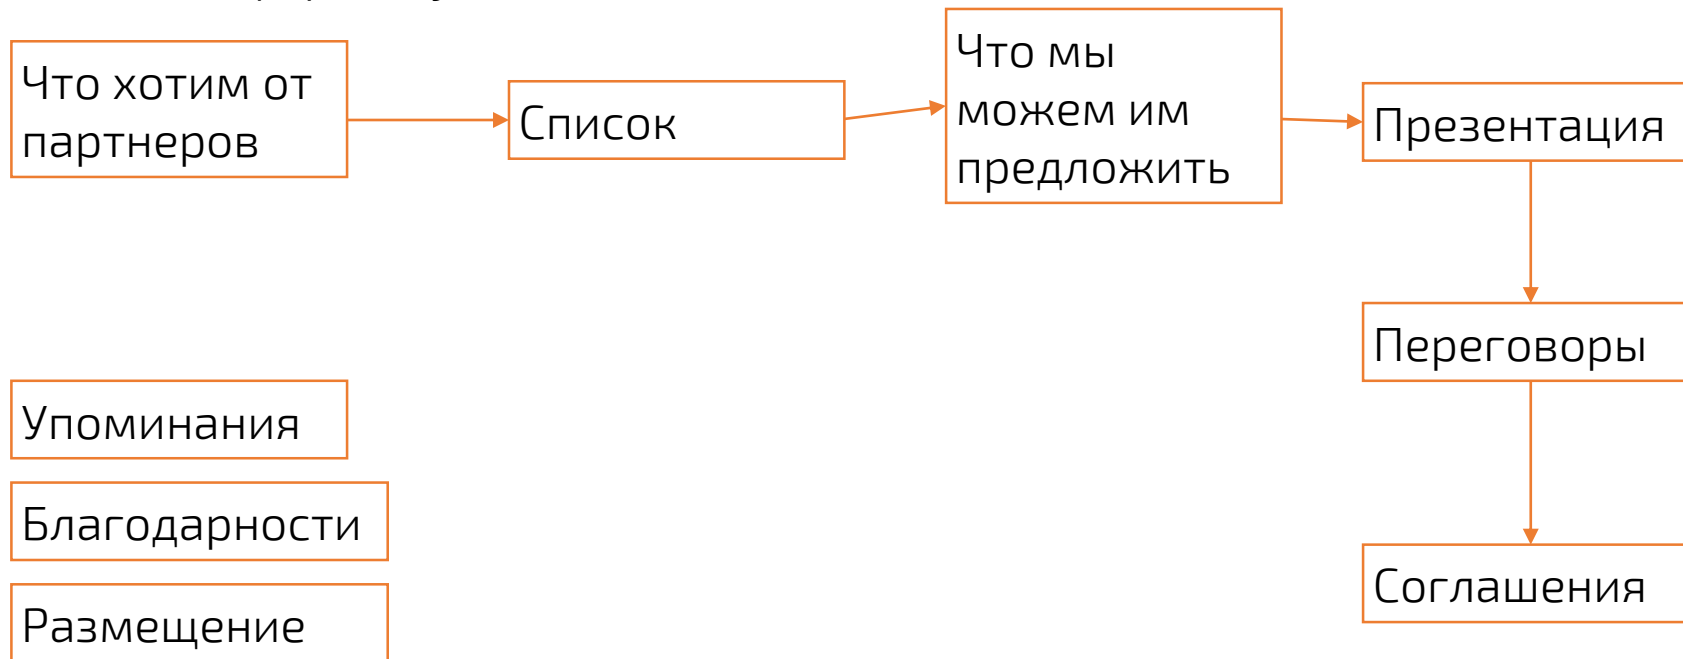 Что хотим от
партнеров
Список
Что мы
можем им
предложить
Презентация
Переговоры
Соглашения
Упоминания
Благодарности
Размещение